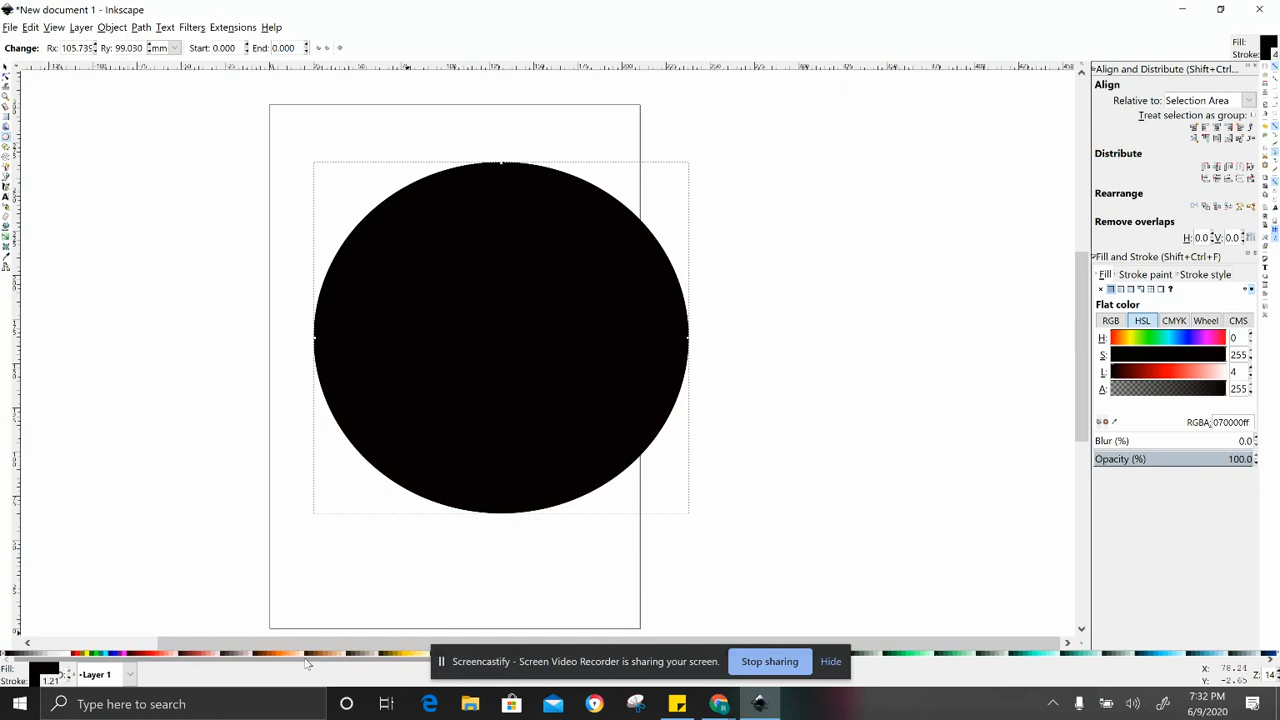 *New document 1 - Inkscape
File Edit View Layer Object Path Text Filters Extensions Help
Change: Rx: 105.739 Ry: 99.030 mm Start: 0.000 End: 0.000
Fill:
Stroke:
Align and Distribute (Shift+Ctrl...
Align
Relative to: Selection Area
Treat selection as group:
Distribute
Rearrange
Remove overlaps
H: 0.0 V: 0.0
Fill and Stroke (Shift+Ctrl+F)
Fill Stroke paint Stroke style
Flat color
RGB HSL CMYK Wheel CMS
H: 0
S: 255
L: 4
A: 255
RGBA: 070000ff
Blur (%) 0.0
Opacity (%) 100.0
Screencastify - Screen Video Recorder is sharing your screen. Stop sharing Hide
Fill:
Stroke: 1.21
Layer 1
X: 78.24
Y: -2.65
Z: 14
Type here to search
7:32 PM
6/9/2020